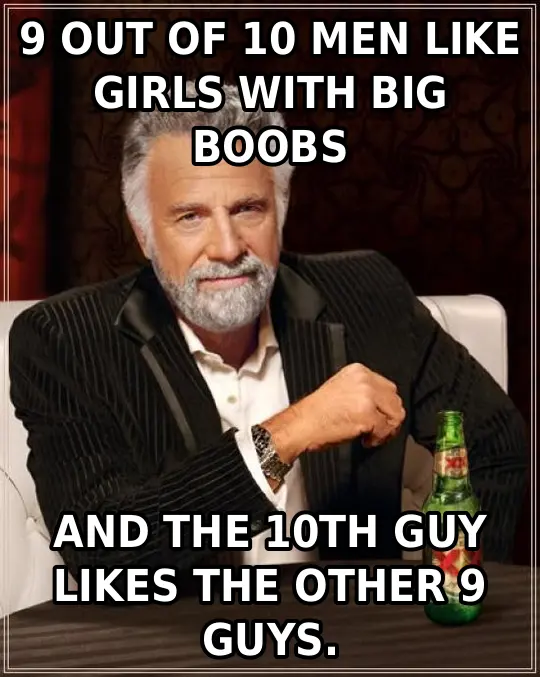 9 OUT OF 10 MEN LIKE
GIRLS WITH BIG
BOOBS
XX
AND THE 10TH GUY
LIKES THE OTHER 9
GUYS.